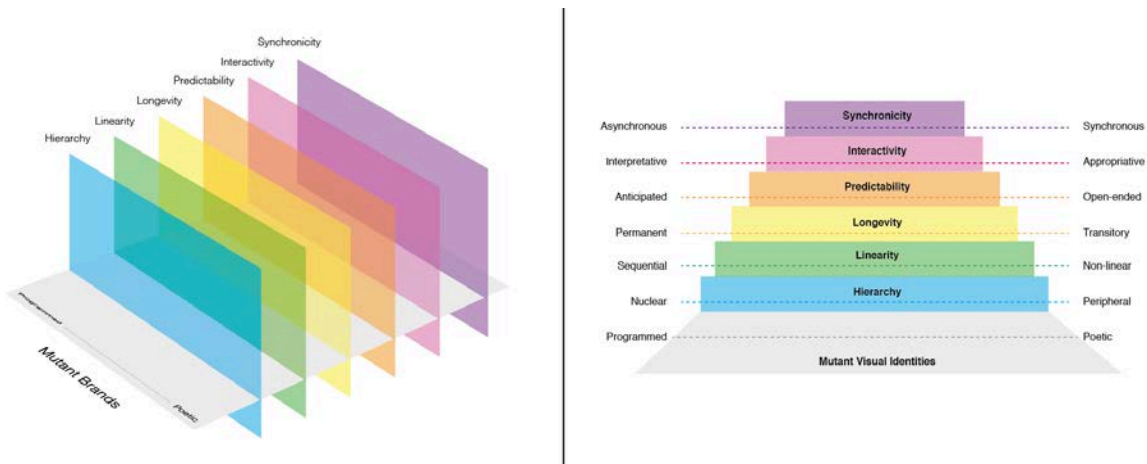 Synchronicity
Interactivity
Predictability
Longevity
Linearity
Hierarchy
Programmed
Poetic
Mutant Brands
Asynchronous Synchronicity Synchronous
Interpretative Interactivity Appropriative
Anticipated Predictability Open-ended
Permanent Longevity Transitory
Sequential Linearity Non-linear
Nuclear Hierarchy Peripheral
Programmed Poetic
Mutant Visual Identities